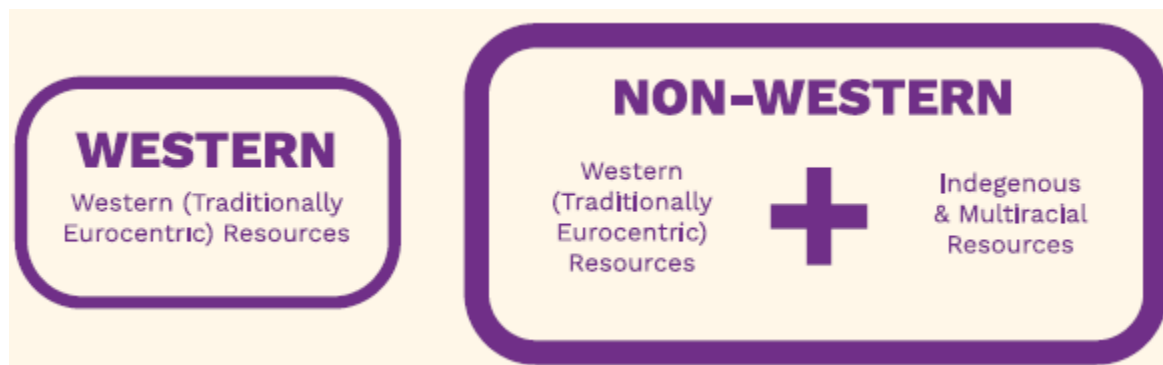 WESTERN
Western (Traditionally
Eurocentric) Resources
NON-WESTERN
Western
(Traditionally
Eurocentric)
Resources
Indegenous
& Multiracial
Resources